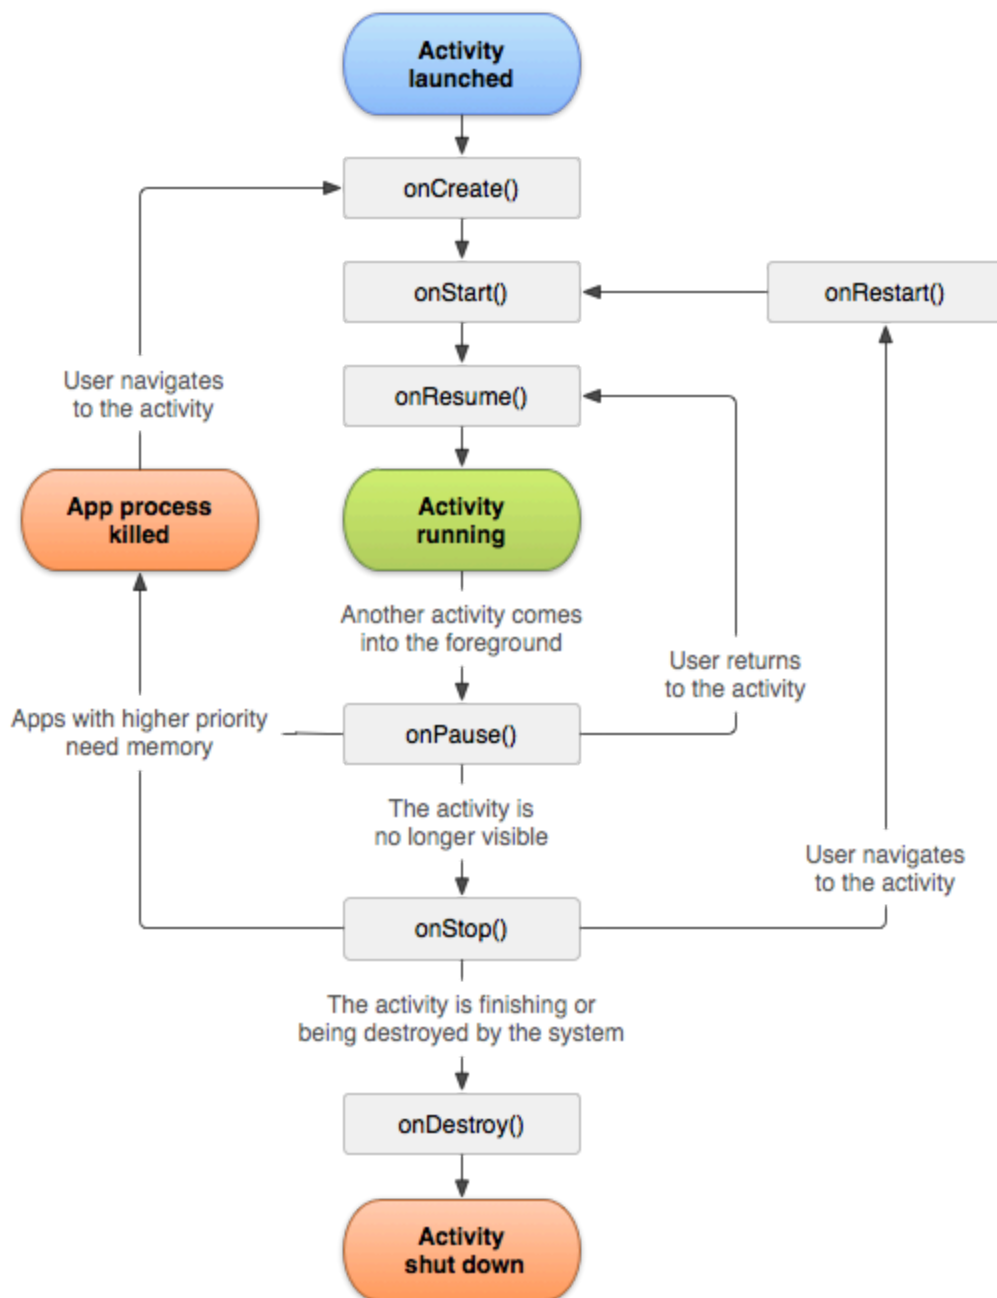 Activity
launched
onCreate()
onStart()
onRestart()
onResume()
User navigates
to the activity
App process
killed
Activity
running
Another activity comes
into the foreground
User returns
to the activity
Apps with higher priority
need memory
onPause()
The activity is
no longer visible
User navigates
to the activity
onStop()
The activity is finishing or
being destroyed by the system
onDestroy()
Activity
shut down